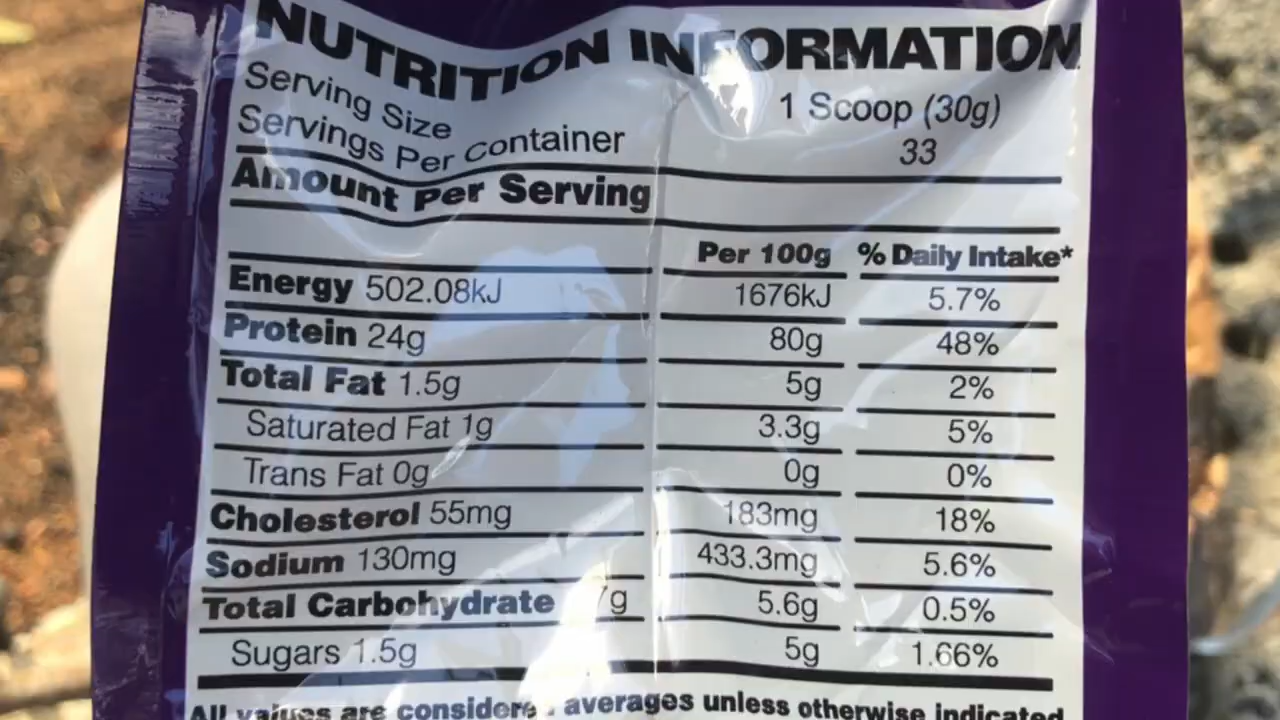 NUTRITION INFORMATION
Serving Size 1 Scoop (30g)
Servings Per Container 33
Amount Per Serving
Per 100g % Daily Intake*
Energy 502.08kJ 1676kJ 5.7%
Protein 24g 80g 48%
Total Fat 1.5g 5g 2%
Saturated Fat 1g 3.3g 5%
Trans Fat 0g 0g 0%
Cholesterol 55mg 183mg 18%
Sodium 130mg 433.3mg 5.6%
Total Carbohydrate 5.6g 0.5%
Sugars 1.5g 5g 1.66%
All values are averages unless otherwise indicated